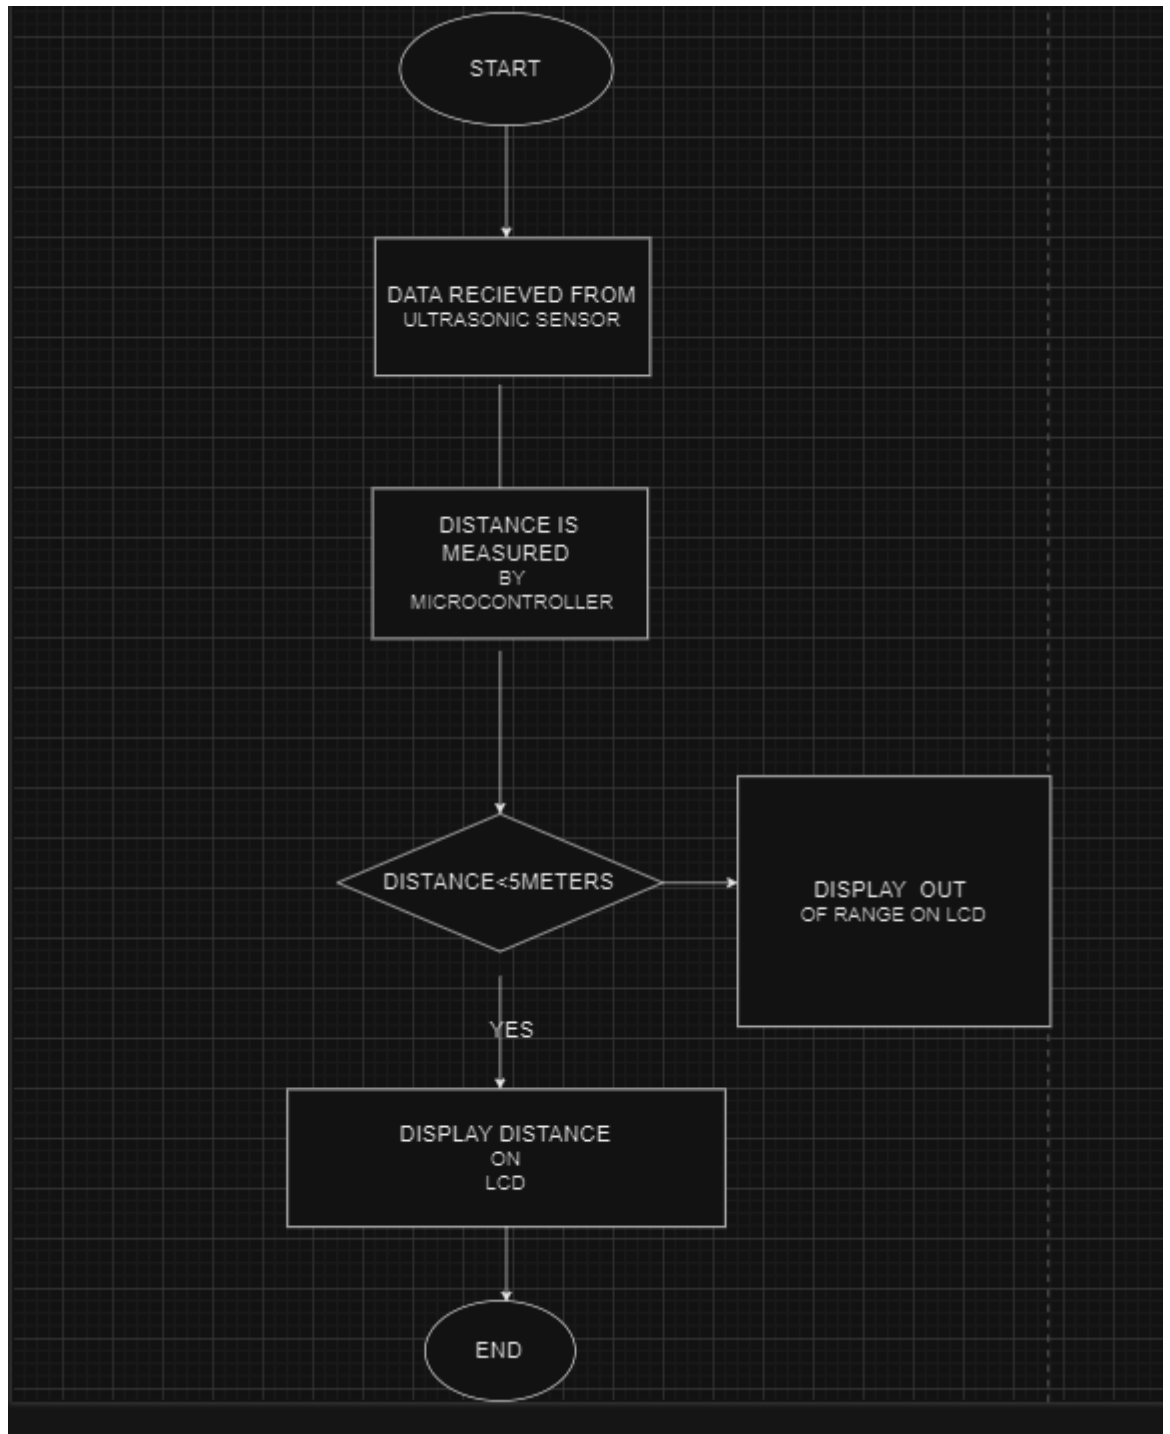 START
DATA RECIEVED FROM
ULTRASONIC SENSOR
DISTANCE IS
MEASURED
BY
MICROCONTROLLER
DISTANCE<5METERS
DISPLAY OUT
OF RANGE ON LCD
YES
DISPLAY DISTANCE
ON
LCD
END